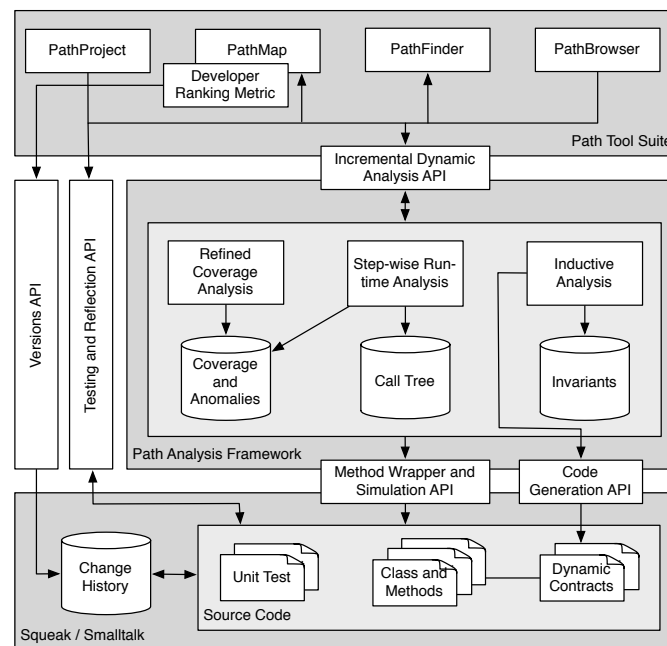 PathProject
PathMap
PathFinder
PathBrowser
Developer
Ranking Metric
Path Tool Suite
Incremental Dynamic
Analysis API
Versions API
Testing and Reflection API
Refined
Coverage
Analysis
Step-wise Run-
time Analysis
Inductive
Analysis
Coverage
and
Anomalies
Call Tree
Invariants
Path Analysis Framework
Method Wrapper and
Simulation API
Code
Generation API
Change
History
Unit Test
Class and
Methods
Dynamic
Contracts
Source Code
Squeak / Smalltalk